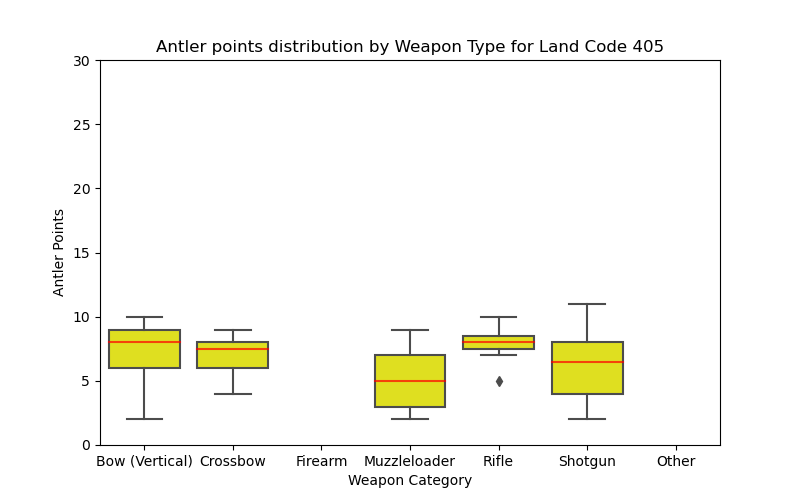 Antler points distribution by Weapon Type for Land Code 405
30
25
20
15
10
5
0
Antler Points
Bow (Vertical) Crossbow Firearm Muzzleloader Rifle Shotgun Other
Weapon Category